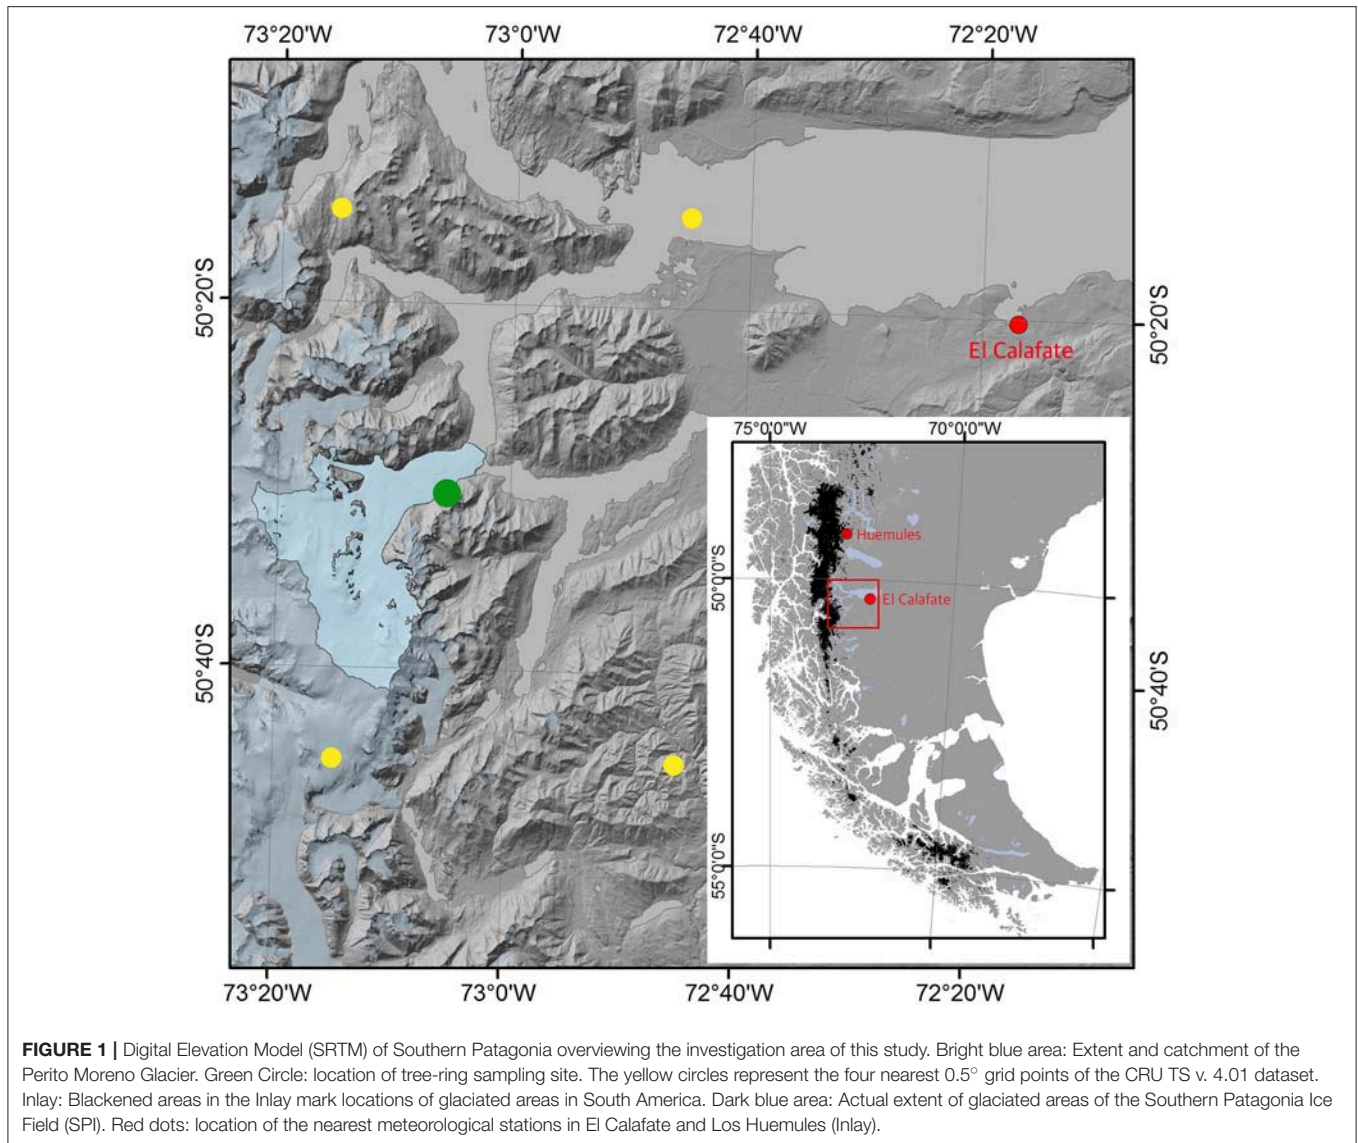 73°20'W 73°0'W 72°40'W 72°20'W
50°20'S
50°20'S
El Calafate
75°0'0"W 70°0'0"W
Huemules
50°0'0"S
El Calafate
50°40'S
50°40'S
55°0'0"S
73°20'W 73°0'W 72°40'W 72°20'W
FIGURE 1 | Digital Elevation Model (SRTM) of Southern Patagonia overviewing the investigation area of this study. Bright blue area: Extent and catchment of the
Perito Moreno Glacier. Green Circle: location of tree-ring sampling site. The yellow circles represent the four nearest 0.5° grid points of the CRU TS v. 4.01 dataset.
Inlay: Blackened areas in the Inlay mark locations of glaciated areas in South America. Dark blue area: Actual extent of glaciated areas of the Southern Patagonia Ice
Field (SPI). Red dots: location of the nearest meteorological stations in El Calafate and Los Huemules (Inlay).